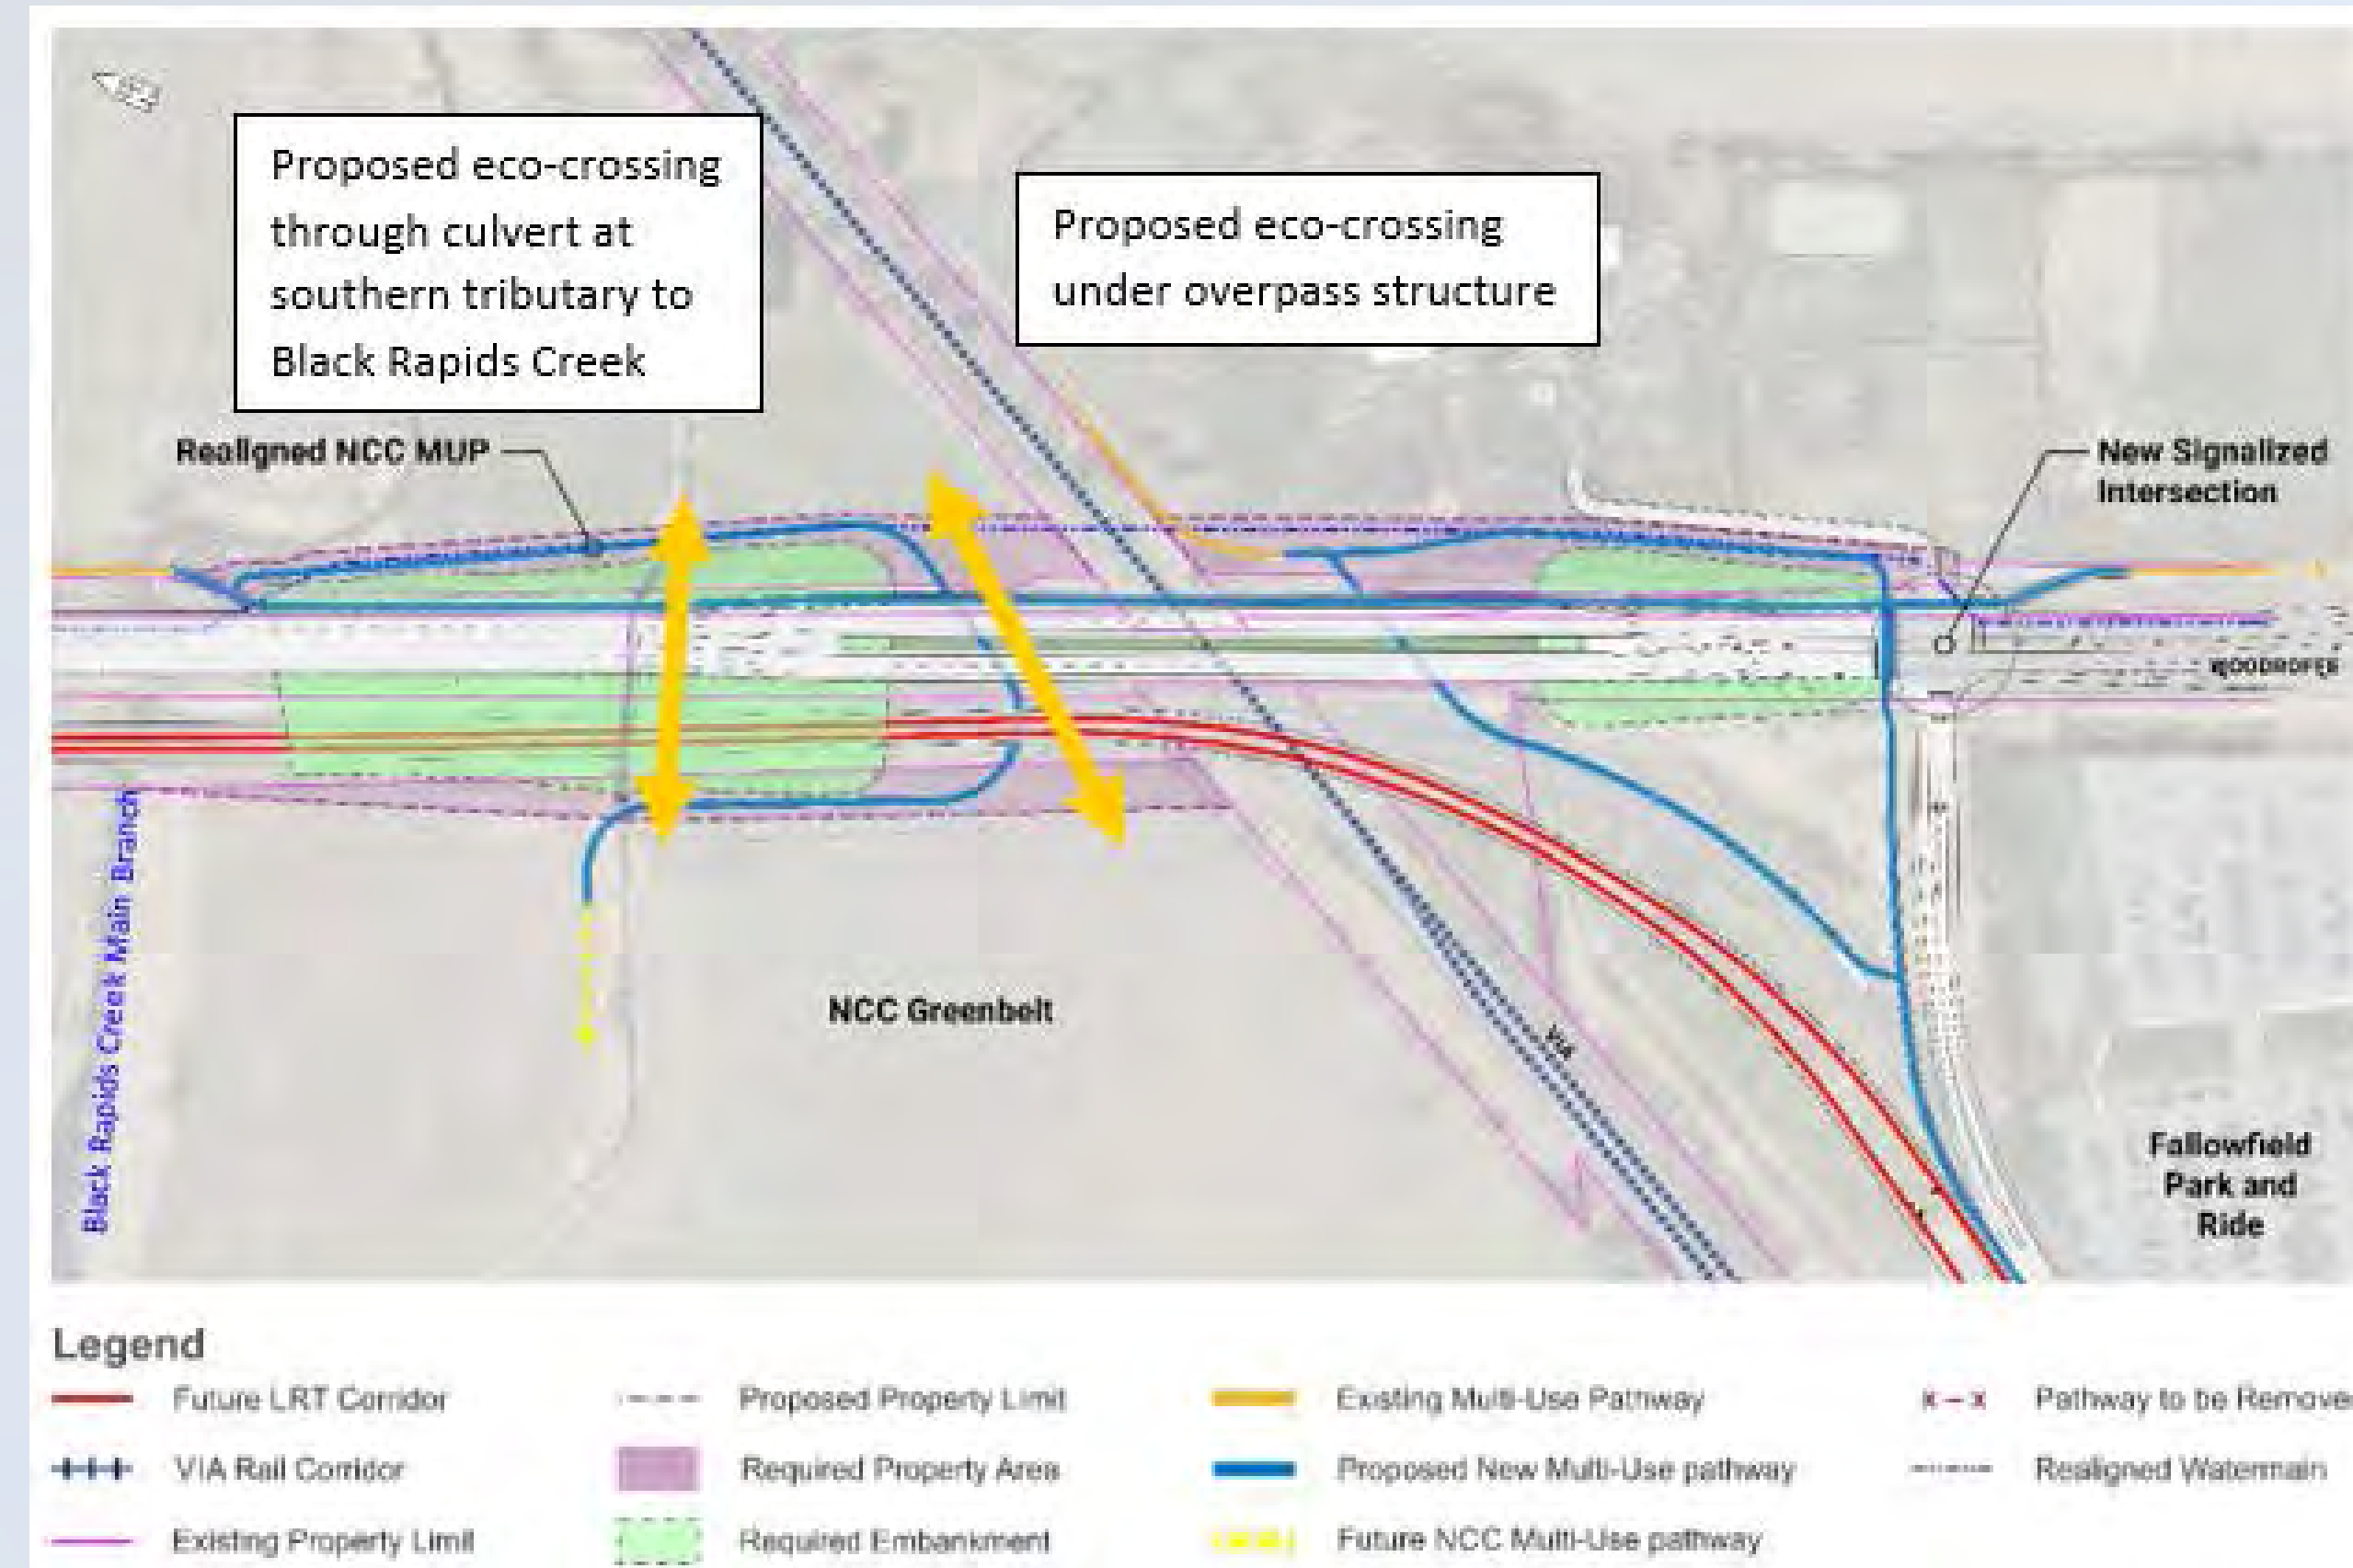 Proposed eco-crossing
through culvert at
southern tributary to
Black Rapids Creek
Proposed eco-crossing
under overpass structure
Realigned NCC MUP
New Signalized
Intersection
WOODROFFE
Black Rapids Creek Main Branch
NCC Greenbelt
VIA
Fallowfield
Park and
Ride
Legend
Future LRT Corridor
VIA Rail Corridor
Existing Property Limit
Proposed Property Limit
Required Property Area
Required Embankment
Existing Multi-Use Pathway
Proposed New Multi-Use pathway
Future NCC Multi-Use pathway
x – x Pathway to be Remove
Realigned Watermain